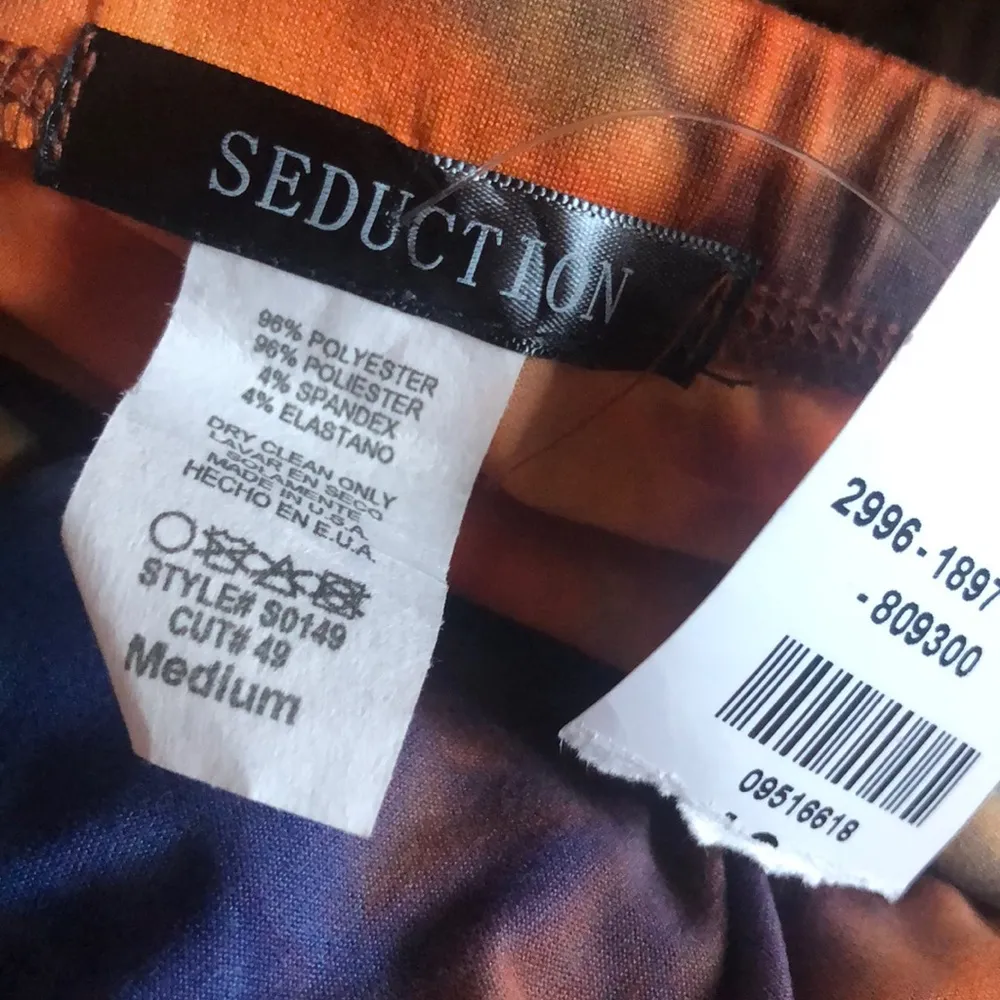 SEDUCTION
96% POLYESTER
96% POLIESTER
4% SPANDEX
4% ELASTANO
DRY CLEAN ONLY
LAVAR EN SECO
SOLAMENTE
MADE IN U.S.A.
HECHO EN E.U.A.
STYLE# S0149
CUT# 49
Medium
2996-1897
-809300
09516618